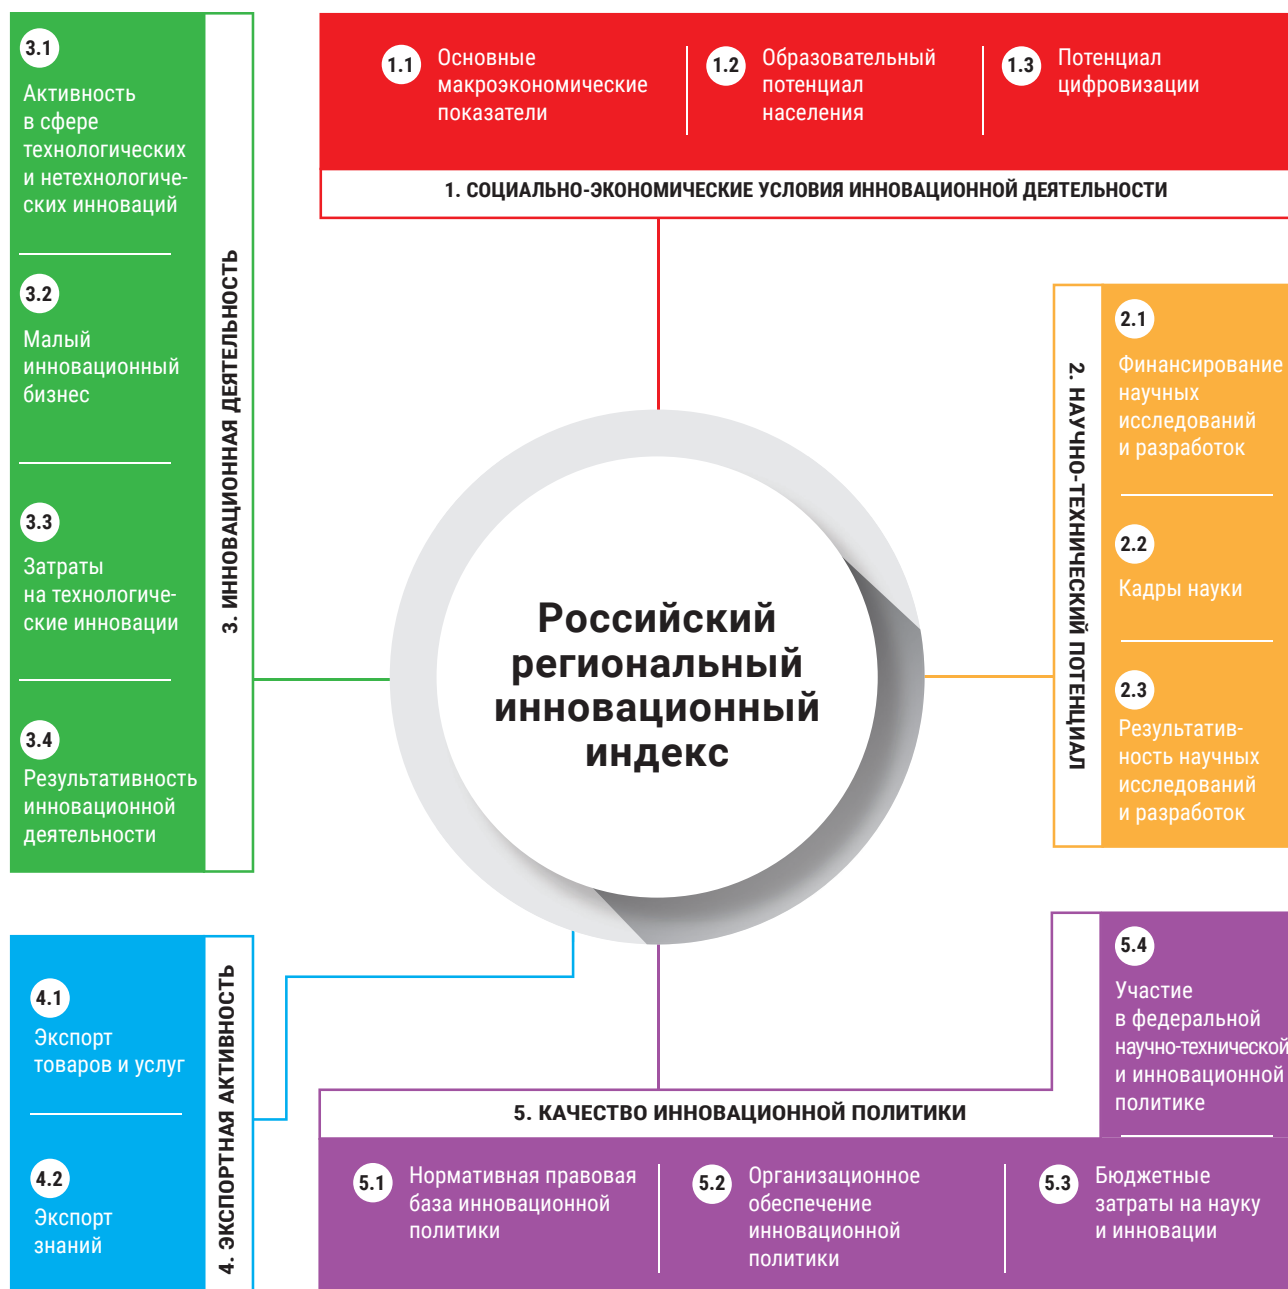 1.1
Основные
макроэкономические
показатели
1.2
Образовательный
потенциал
населения
1.3
Потенциал
цифровизации
1. СОЦИАЛЬНО-ЭКОНОМИЧЕСКИЕ УСЛОВИЯ ИННОВАЦИОННОЙ ДЕЯТЕЛЬНОСТИ
2. НАУЧНО-ТЕХНИЧЕСКИЙ ПОТЕНЦИАЛ
2.1
Финансирование
научных
исследований
и разработок
2.2
Кадры науки
2.3
Результатив-
ность научных
исследований
и разработок
3.1
Активность
в сфере
технологических
и нетехнологиче-
ских инноваций
3.2
Малый
инновационный
бизнес
3.3
Затраты
на технологиче-
ские инновации
3.4
Результативность
инновационной
деятельности
3. ИННОВАЦИОННАЯ ДЕЯТЕЛЬНОСТЬ
Российский
региональный
инновационный
индекс
4.1
Экспорт
товаров и услуг
4.2
Экспорт
знаний
4. ЭКСПОРТНАЯ АКТИВНОСТЬ
5. КАЧЕСТВО ИННОВАЦИОННОЙ ПОЛИТИКИ
5.1
Нормативная правовая
база инновационной
политики
5.2
Организационное
обеспечение
инновационной
политики
5.3
Бюджетные
затраты на науку
и инновации
5.4
Участие
в федеральной
научно-технической
и инновационной
политике